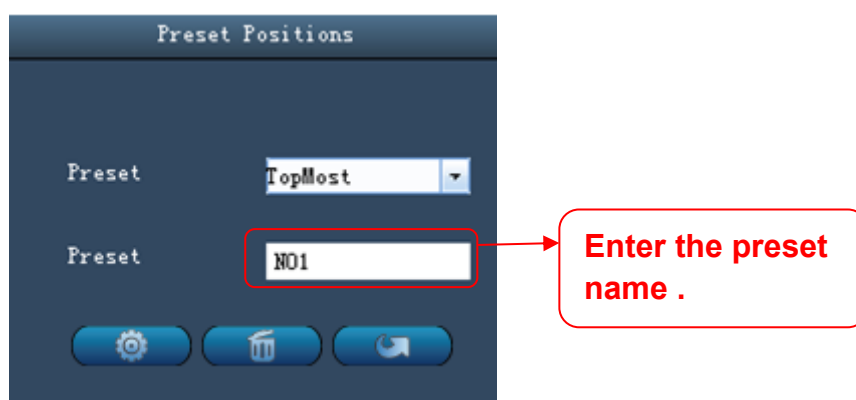 Preset Positions
Preset
TopMost
Preset
NO1
Enter the preset
name .